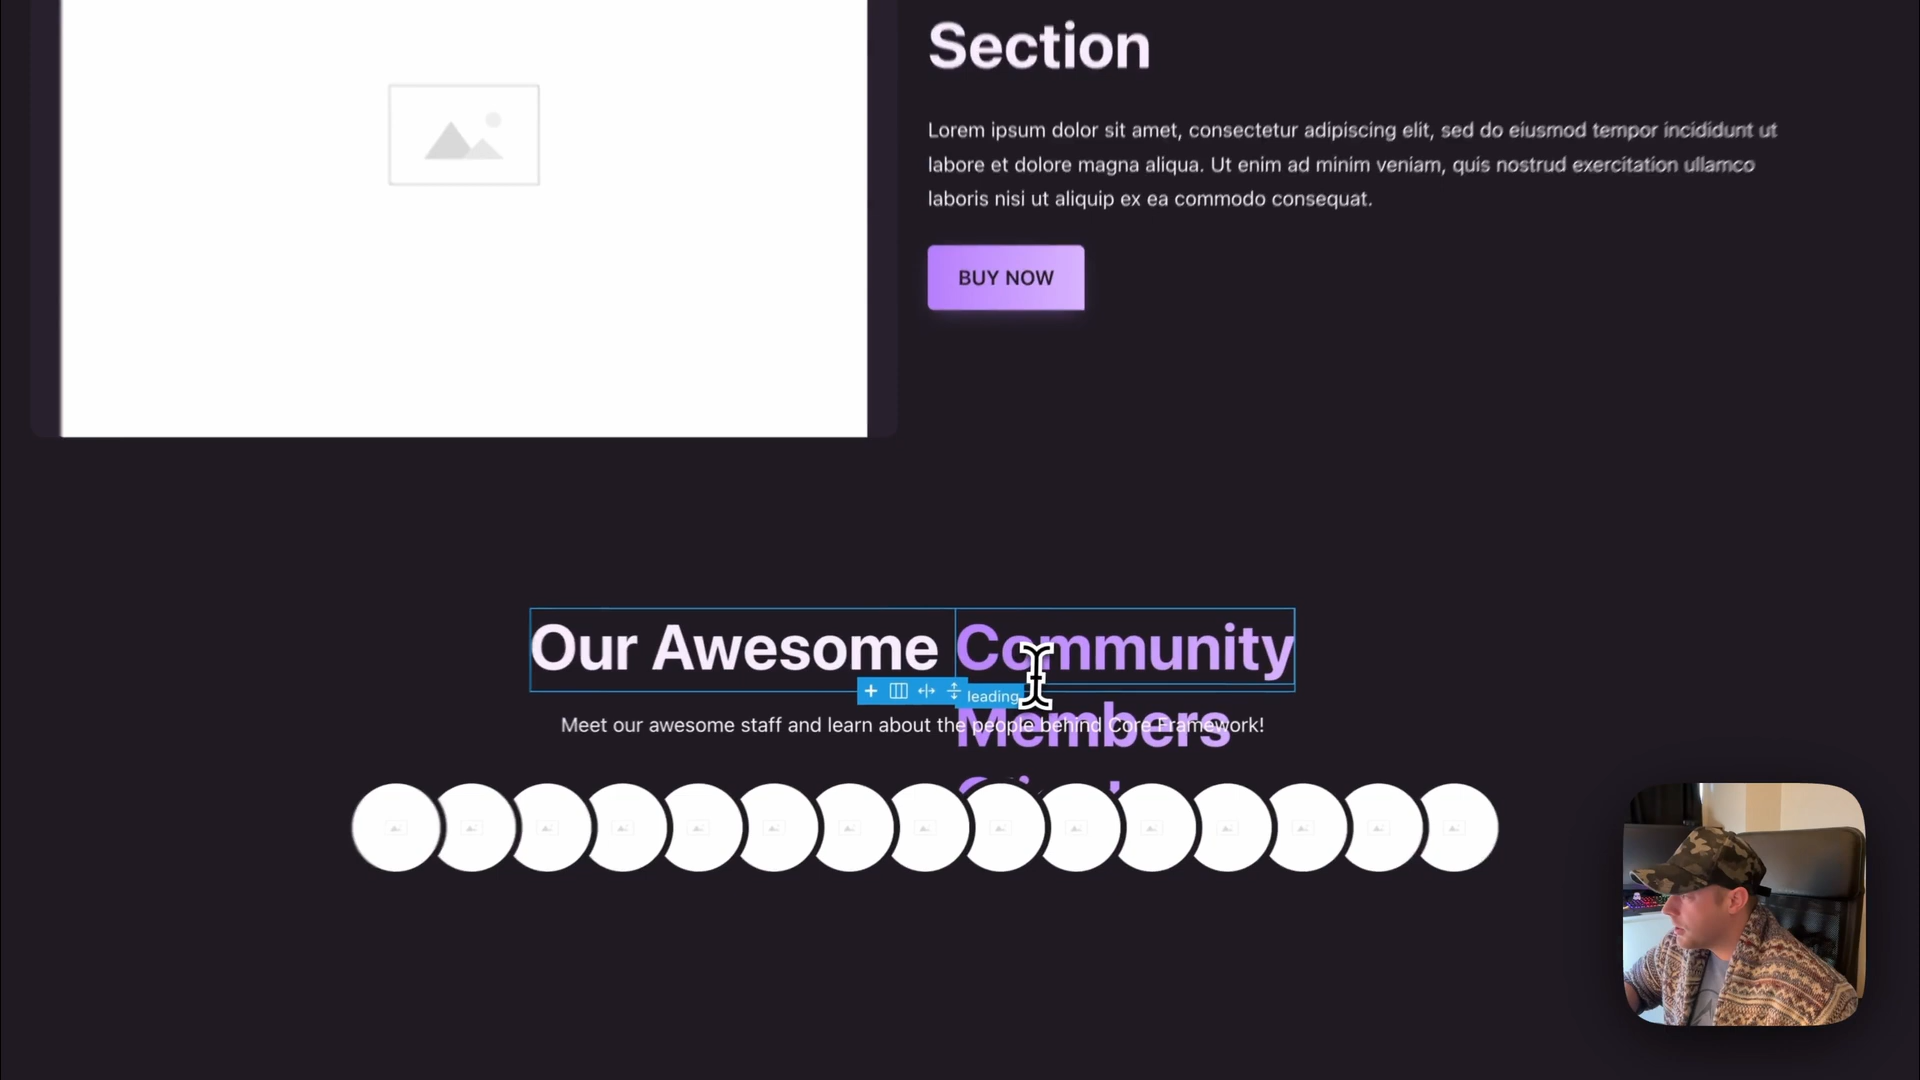 Section
Lorem ipsum dolor sit amet, consectetur adipiscing elit, sed do eiusmod tempor incididunt ut
labore et dolore magna aliqua. Ut enim ad minim veniam, quis nostrud exercitation ullamco
laboris nisi ut aliquip ex ea commodo consequat.
BUY NOW
Our Awesome Community
leading
Members
Meet our awesome staff and learn about the people behind Core Framework!